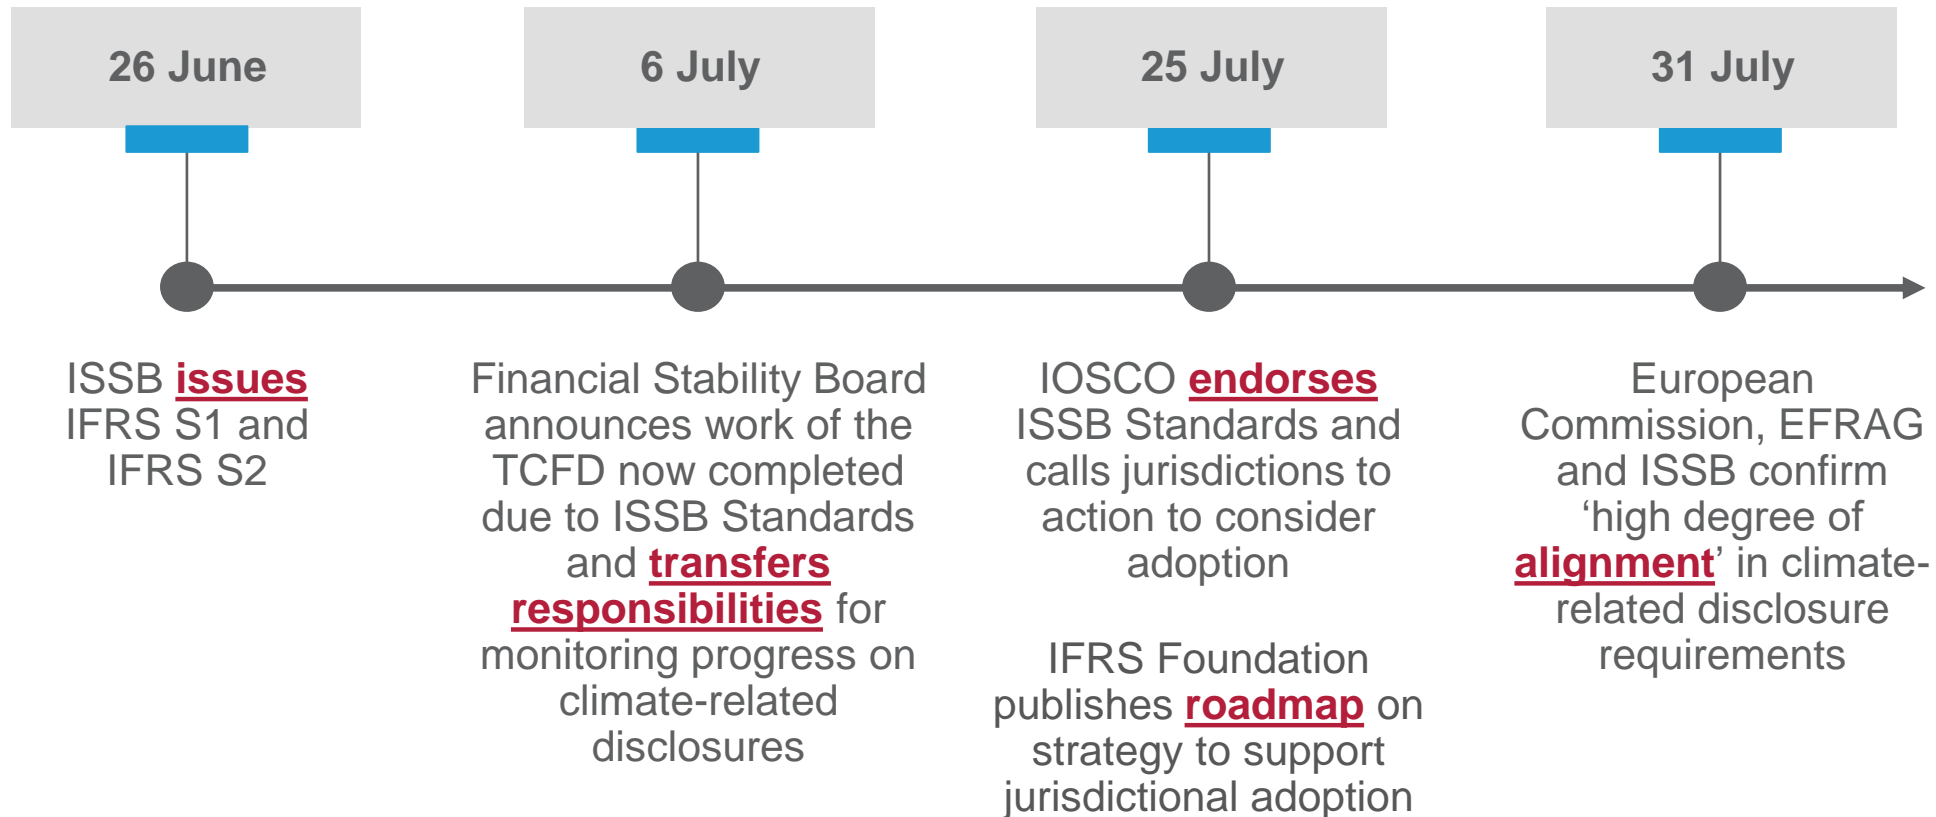 26 June
6 July
25 July
31 July
ISSB issues
IFRS S1 and
IFRS S2
Financial Stability Board
announces work of the
TCFD now completed
due to ISSB Standards
and transfers
responsibilities for
monitoring progress on
climate-related
disclosures
IOSCO endorses
ISSB Standards and
calls jurisdictions to
action to consider
adoption
IFRS Foundation
publishes roadmap on
strategy to support
jurisdictional adoption
European
Commission, EFRAG
and ISSB confirm
‘high degree of
alignment’ in climate-
related disclosure
requirements